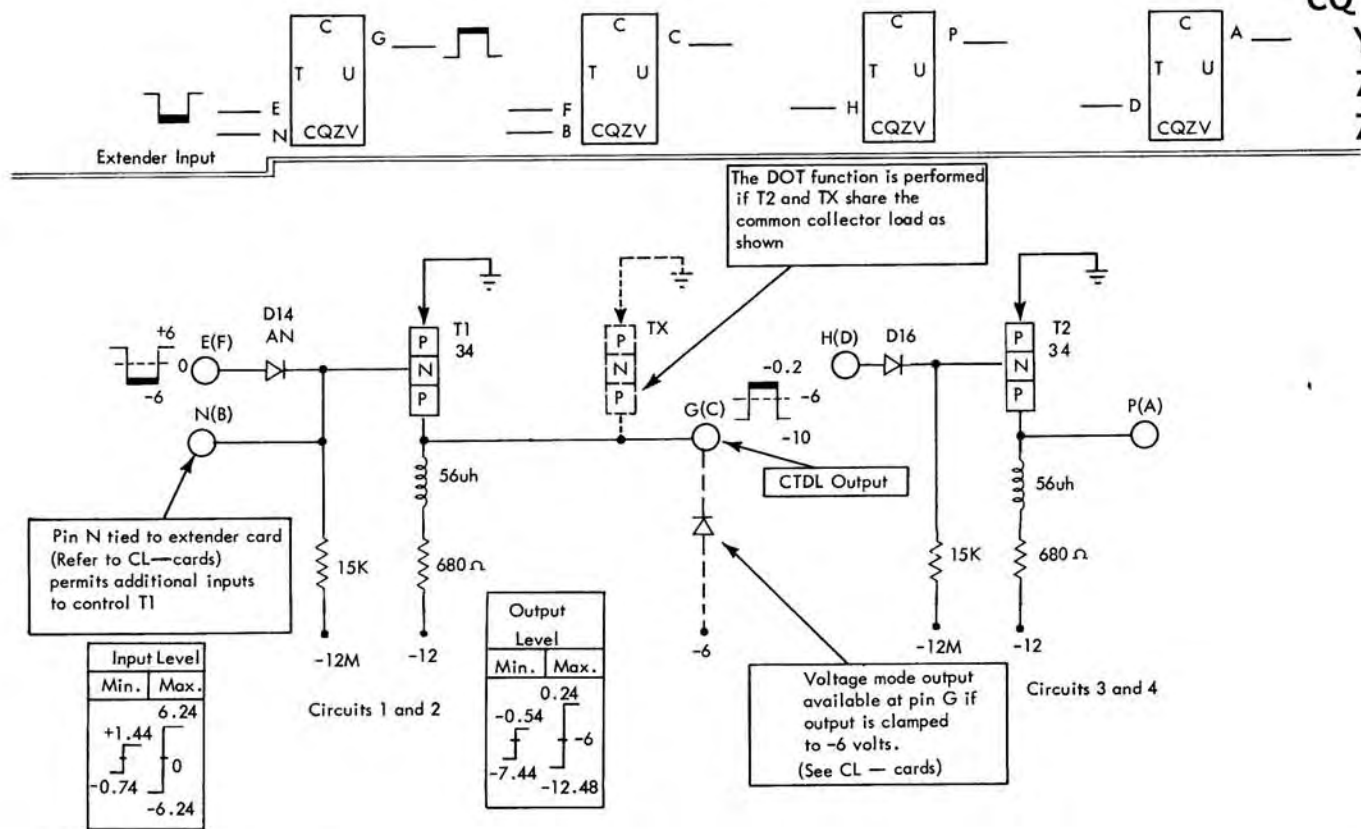 CQ
C
G
T U
E
N
CQZV
Extender Input
C
C
T U
F
B
CQZV
C
P
T U
H
CQZV
C
A
T U
D
CQZV
The DOT function is performed
if T2 and TX share the
common collector load as
shown
+6
0
-6
E(F)
D14
AN
N(B)
P
N
P
T1
34
TX
P
N
P
G(C)
-0.2
-6
-10
CTDL Output
H(D)
D16
P
N
P
T2
34
P(A)
Pin N tied to extender card
(Refer to CL—cards)
permits additional inputs
to control T1
15K
-12M
56uh
680 Ω
-12
-6
15K
-12M
56uh
680 Ω
-12
Input Level
Min. Max.
+1.44
-0.74
6.24
0
-6.24
Circuits 1 and 2
Output
Level
Min. Max.
-0.54
-7.44
0.24
-6
-12.48
Voltage mode output
available at pin G if
output is clamped
to -6 volts.
(See CL — cards)
Circuits 3 and 4